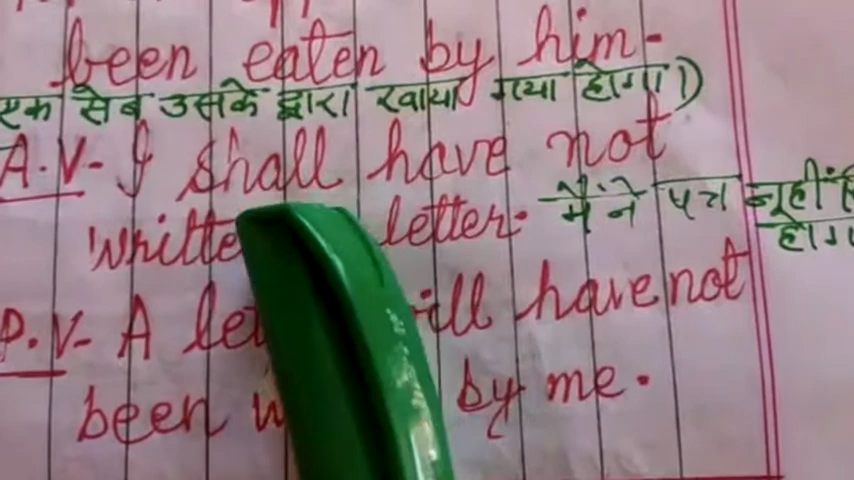 been eaten by him.
एक सेब उसके द्वारा खाया गया होगा।)
A.V- I shall have not
letter. मैंने पत्र नहीं
P.V- A will have not
been by me.